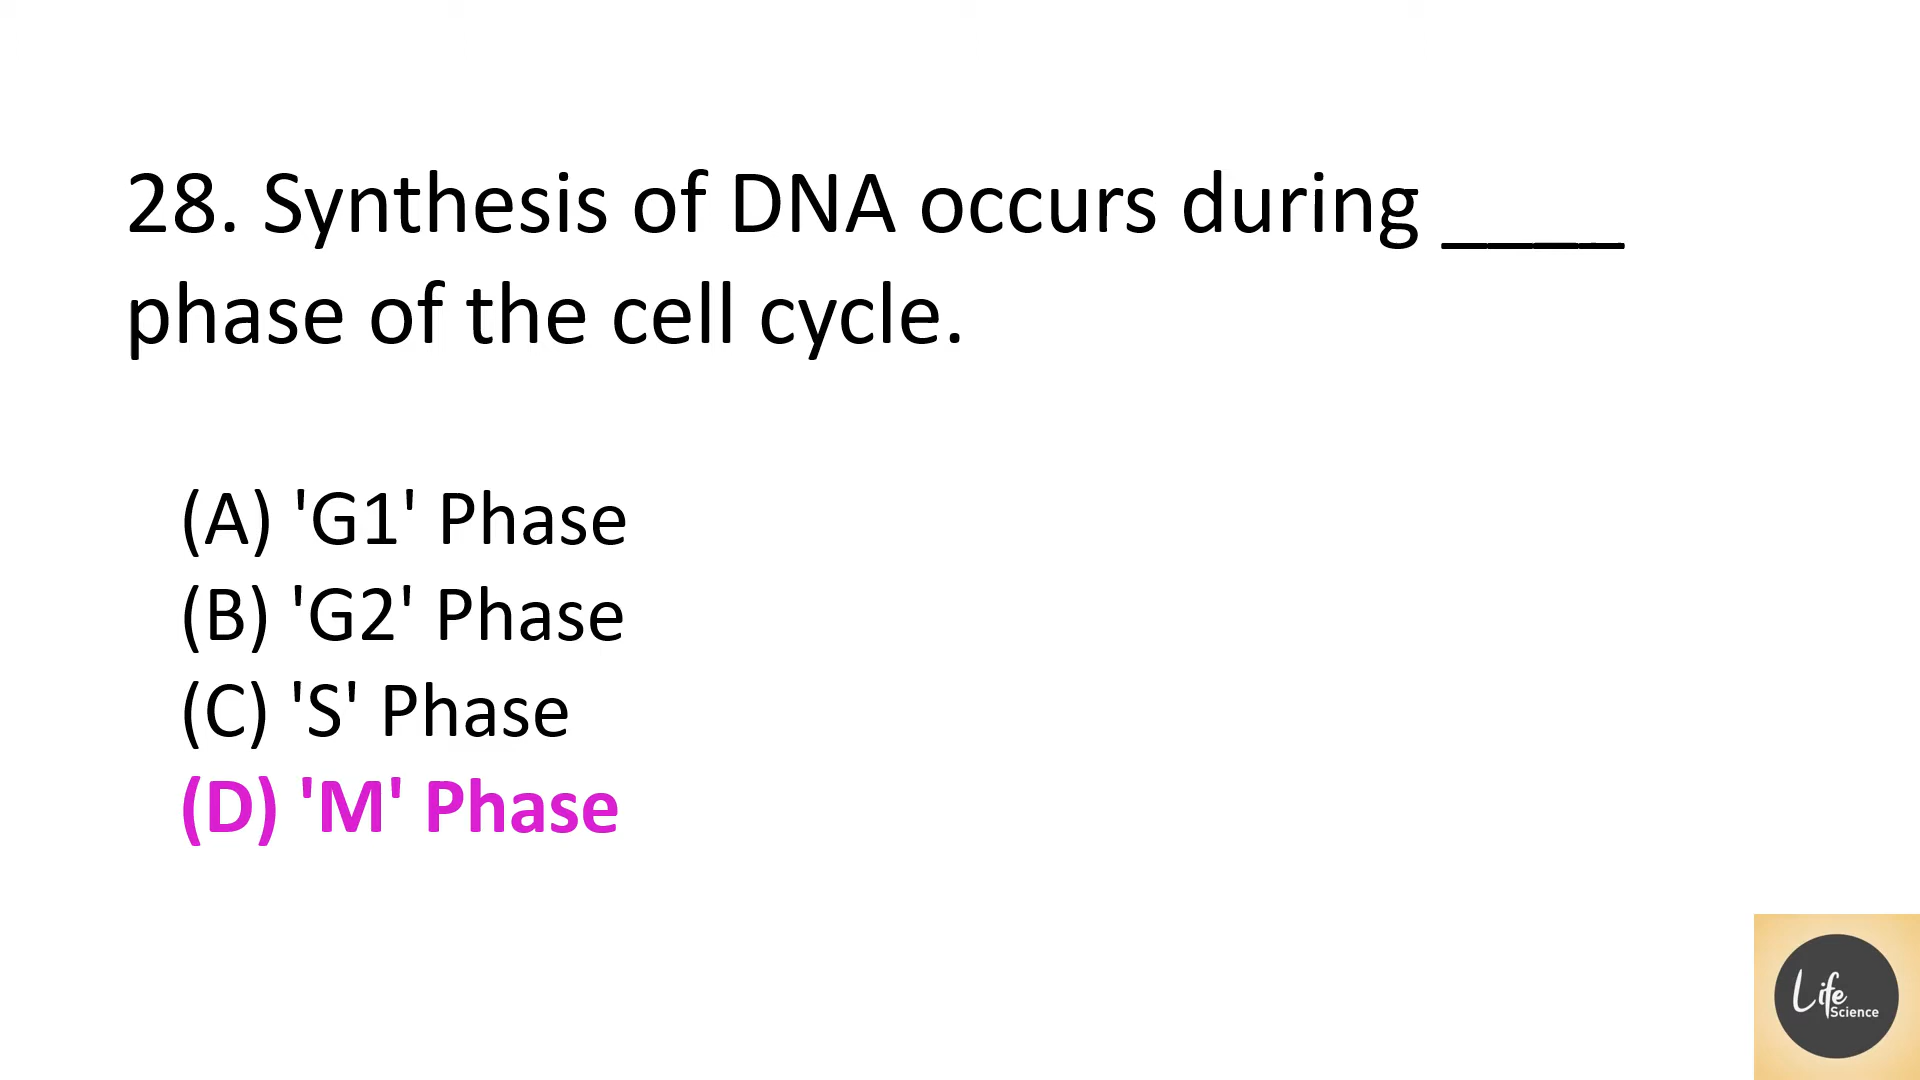 28. Synthesis of DNA occurs during ____
phase of the cell cycle.
(A) 'G1' Phase
(B) 'G2' Phase
(C) 'S' Phase
(D) 'M' Phase
Life
Science